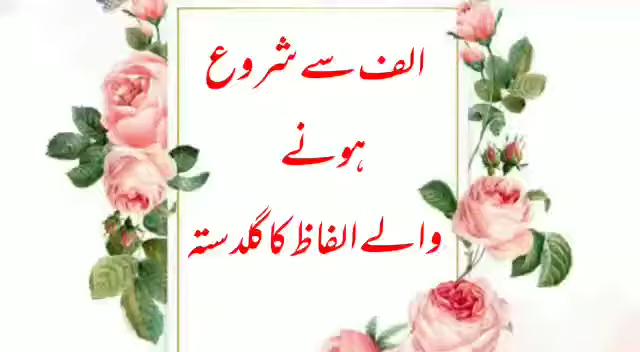 الف سے شروع
ہونے
والے الفاظ کا گلدستہ